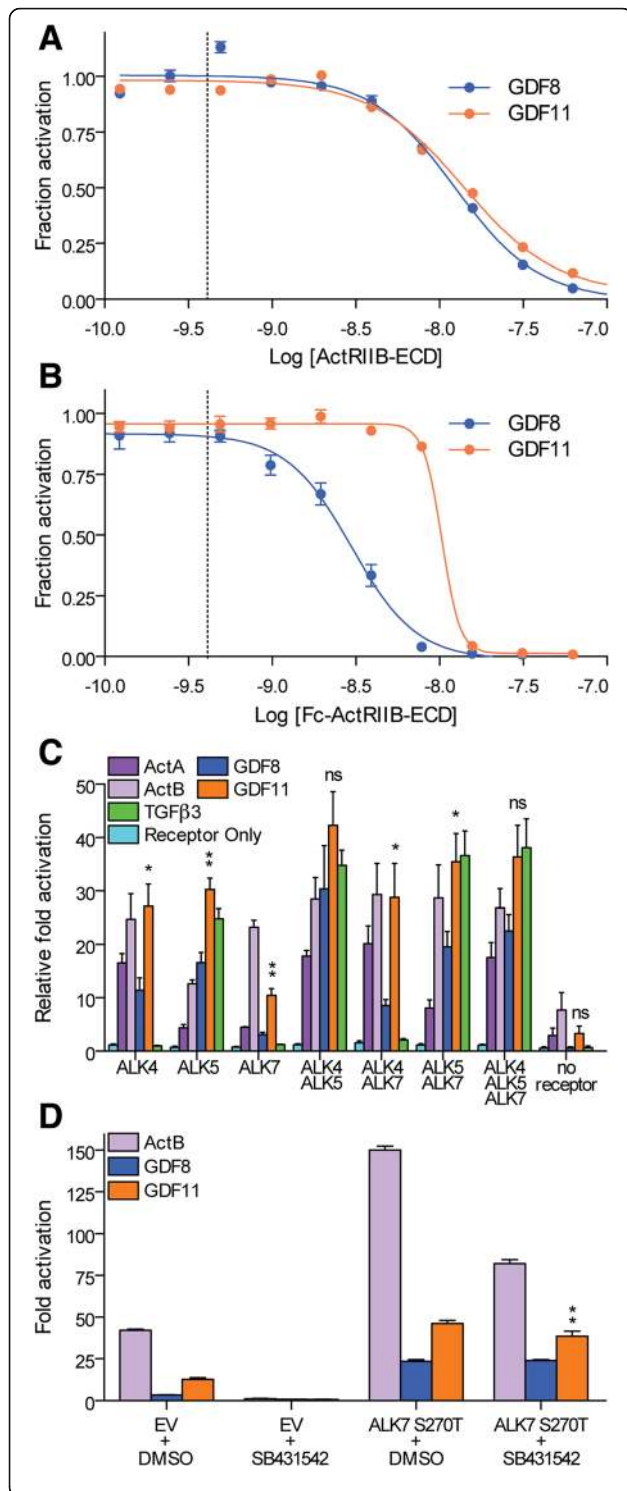 A
Fraction activation
1.00
0.75
0.50
0.25
0.00
GDF8
GDF11
-10.0 -9.5 -9.0 -8.5 -8.0 -7.5 -7.0
Log [ActRIIB-ECD]
B
Fraction activation
1.00
0.75
0.50
0.25
0.00
GDF8
GDF11
-10.0 -9.5 -9.0 -8.5 -8.0 -7.5 -7.0
Log [Fc-ActRIIB-ECD]
C
ActA GDF8
ActB GDF11
TGFβ3
Receptor Only
Relative fold activation
50
40
30
20
10
0
* ** ** ns * * ns ns
ALK4 ALK5 ALK7 ALK4 ALK4 ALK5 ALK4 no
ALK5 ALK7 ALK7 ALK5 receptor
ALK7
D
ActB
GDF8
GDF11
Fold activation
150
125
100
75
50
25
0
**
EV EV ALK7 S270T ALK7 S270T
+ + + +
DMSO SB431542 DMSO SB431542